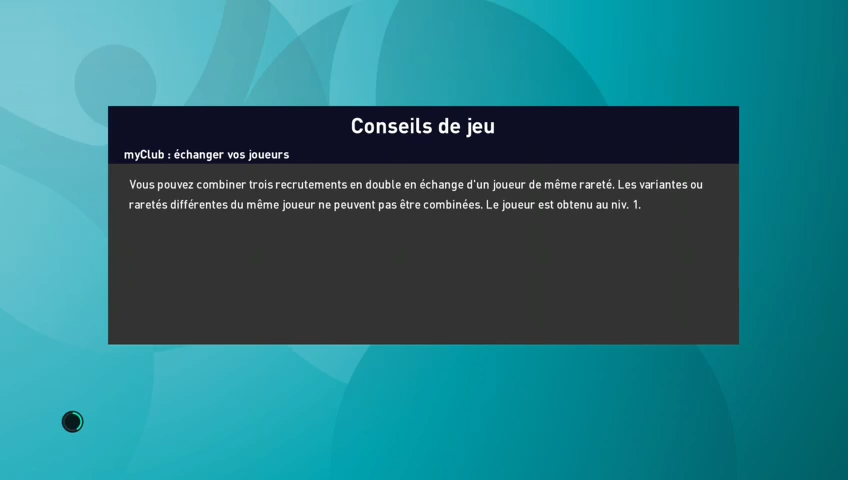 Conseils de jeu
myClub : échanger vos joueurs
Vous pouvez combiner trois recrutements en double en échange d'un joueur de même rareté. Les variantes ou
raretés différentes du même joueur ne peuvent pas être combinées. Le joueur est obtenu au niv. 1.